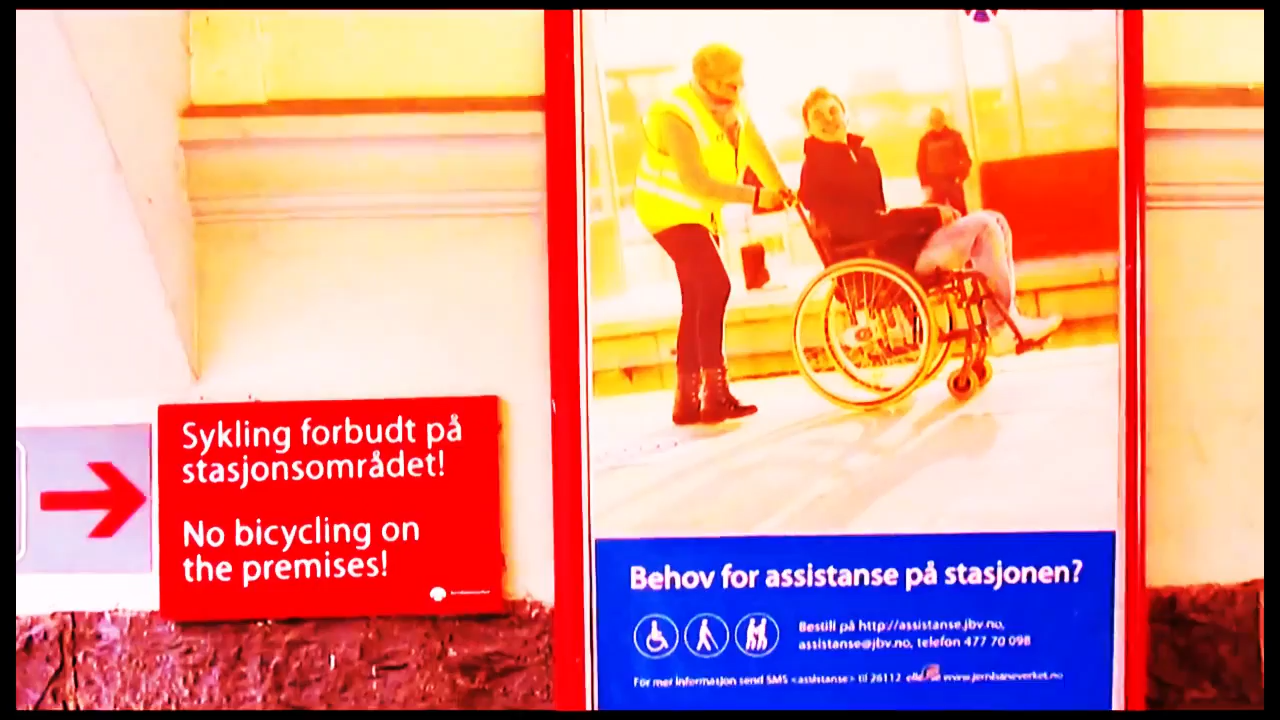 Sykling forbudt på
stasjonsområdet!
No bicycling on
the premises!
Behov for assistanse på stasjonen?
Bestill på http://assistanse.jbv.no,
assistanse@jbv.no, telefon 477 70 098
For mer informasjon send SMS <assistanse> til 26112 eller www.jernbaneverket.no